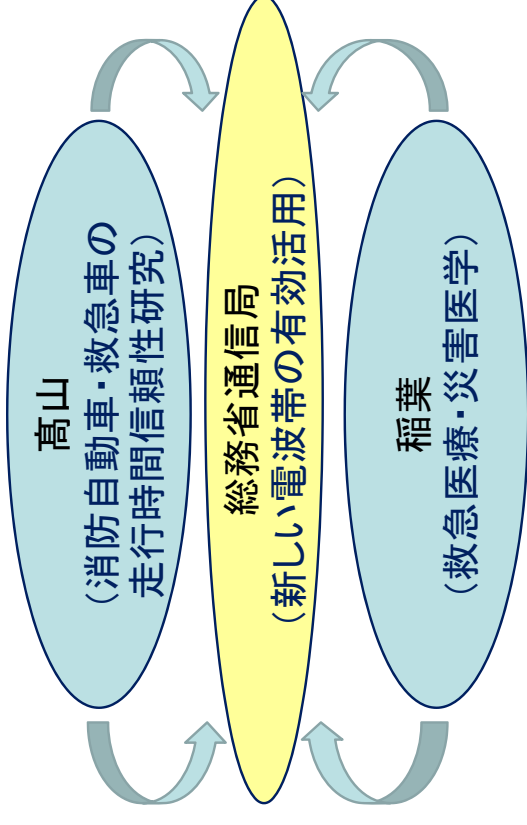 髙山
（消防自動車・救急車の
走行時間信頼性研究）
総務省通信局
（新しい電波帯の有効活用）
稲葉
（救急医療・災害医学）